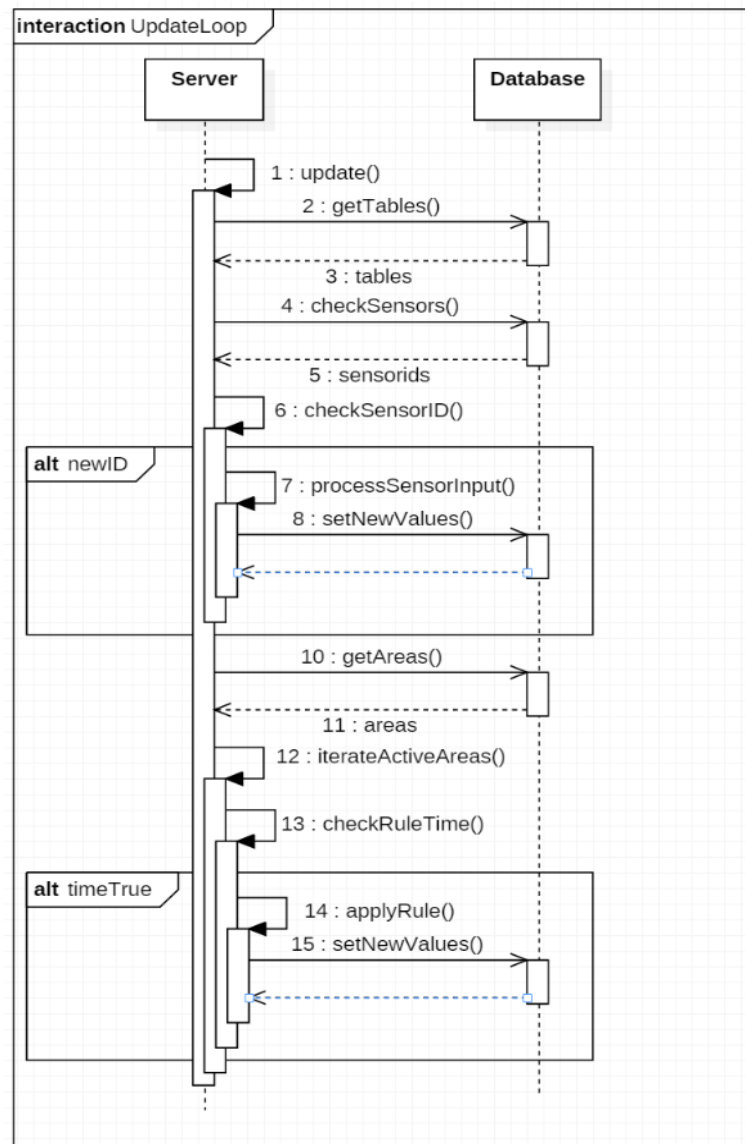 interaction UpdateLoop
Server
Database
1 : update()
2 : getTables()
3 : tables
4 : checkSensors()
5 : sensorids
6 : checkSensorID()
alt newID
7 : processSensorInput()
8 : setNewValues()
10 : getAreas()
11 : areas
12 : iterateActiveAreas()
13 : checkRuleTime()
alt timeTrue
14 : applyRule()
15 : setNewValues()